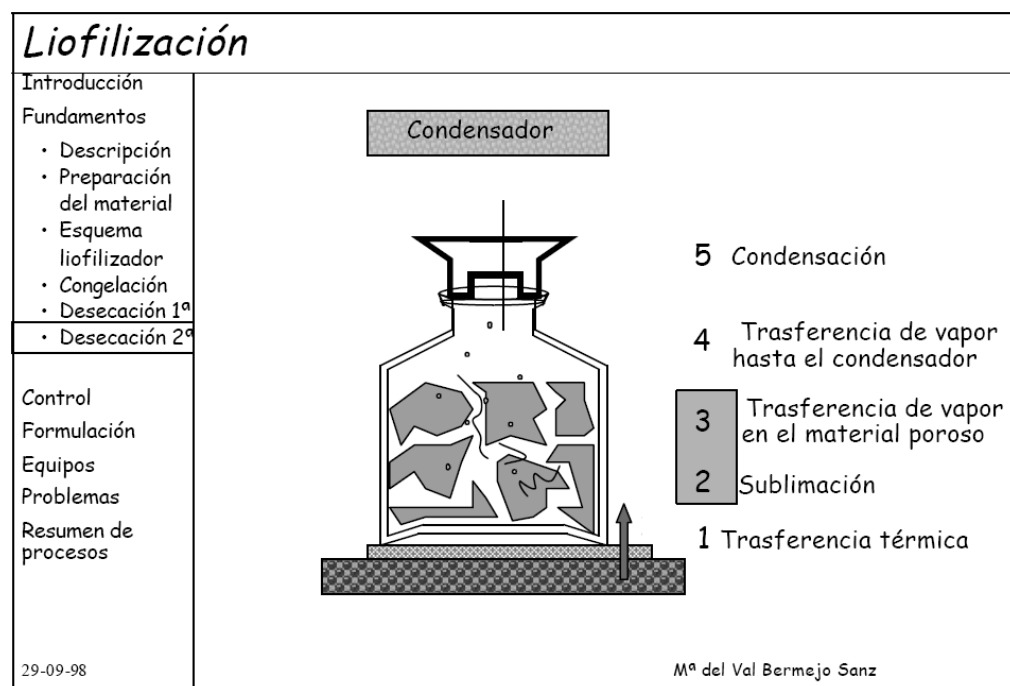 Liofilización
Introducción
Fundamentos
• Descripción
• Preparación
del material
• Esquema
liofilizador
• Congelación
• Desecación 1ª
• Desecación 2ª
Control
Formulación
Equipos
Problemas
Resumen de
procesos
29-09-98
Condensador
5 Condensación
4 Trasferencia de vapor
hasta el condensador
3 Trasferencia de vapor
en el material poroso
2 Sublimación
1 Trasferencia térmica
Mª del Val Bermejo Sanz